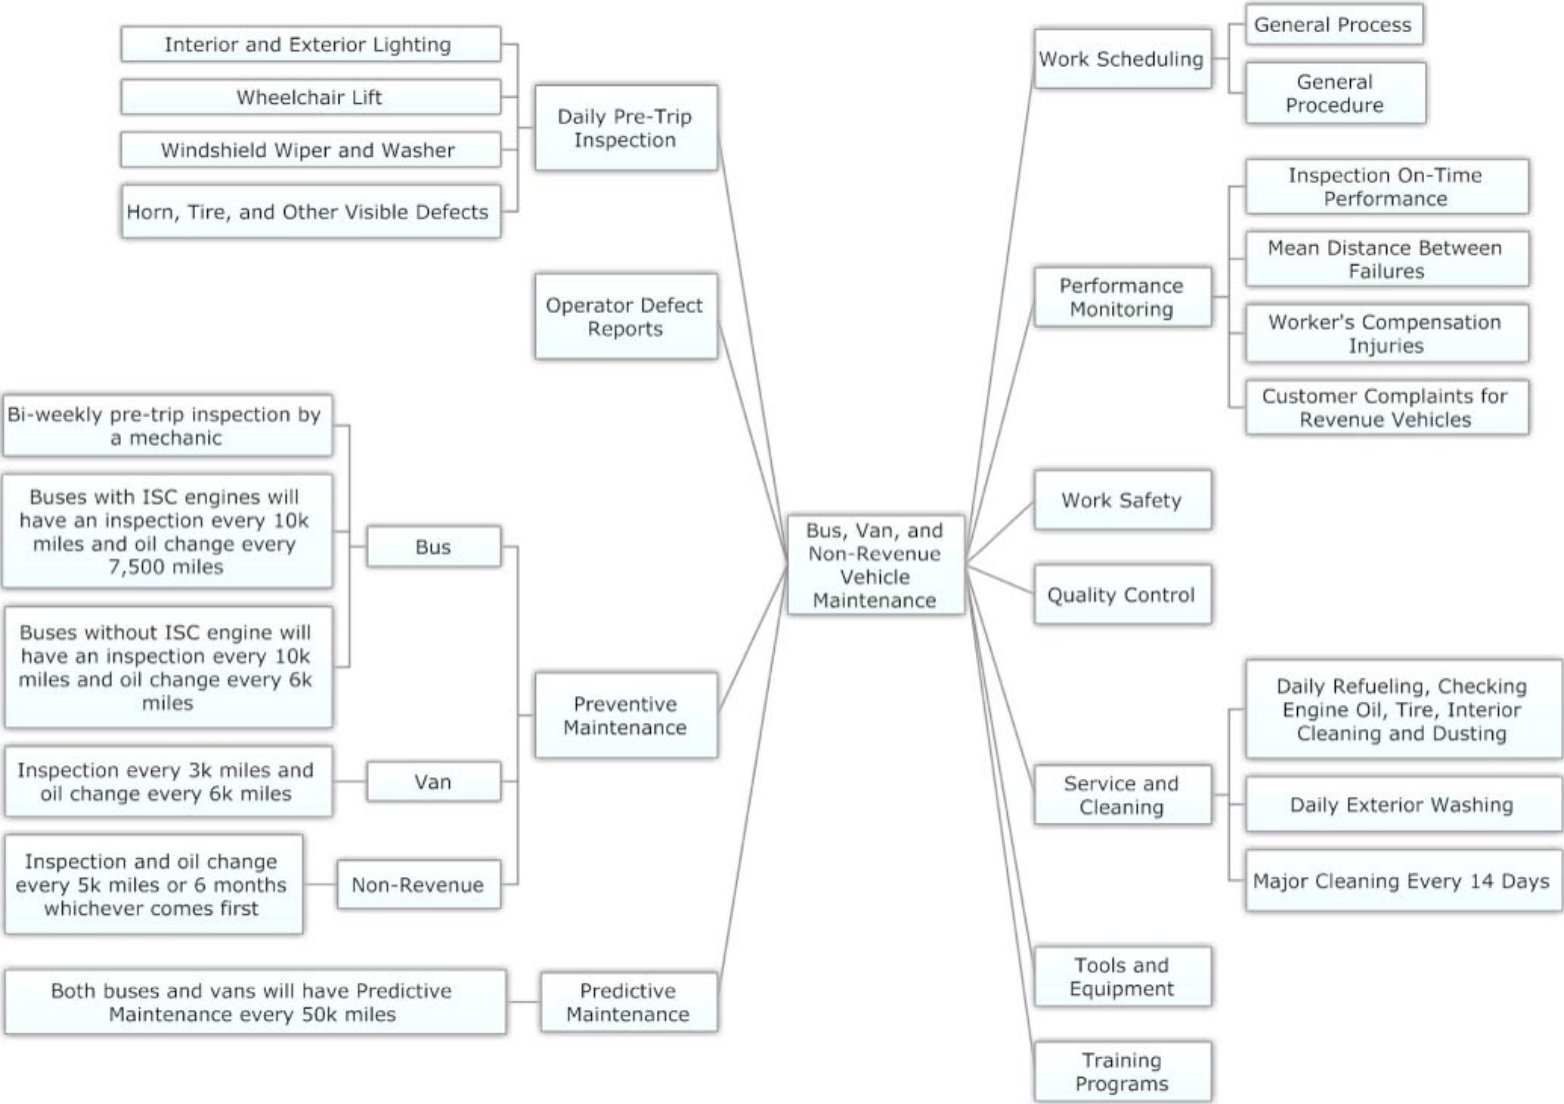 Interior and Exterior Lighting
Wheelchair Lift
Windshield Wiper and Washer
Horn, Tire, and Other Visible Defects
Daily Pre-Trip
Inspection
Operator Defect
Reports
Bi-weekly pre-trip inspection by
a mechanic
Buses with ISC engines will
have an inspection every 10k
miles and oil change every
7,500 miles
Buses without ISC engine will
have an inspection every 10k
miles and oil change every 6k
miles
Bus
Inspection every 3k miles and
oil change every 6k miles
Van
Inspection and oil change
every 5k miles or 6 months
whichever comes first
Non-Revenue
Preventive
Maintenance
Both buses and vans will have Predictive
Maintenance every 50k miles
Predictive
Maintenance
Bus, Van, and
Non-Revenue
Vehicle
Maintenance
Work Scheduling
General Process
General
Procedure
Performance
Monitoring
Inspection On-Time
Performance
Mean Distance Between
Failures
Worker's Compensation
Injuries
Customer Complaints for
Revenue Vehicles
Work Safety
Quality Control
Service and
Cleaning
Daily Refueling, Checking
Engine Oil, Tire, Interior
Cleaning and Dusting
Daily Exterior Washing
Major Cleaning Every 14 Days
Tools and
Equipment
Training
Programs